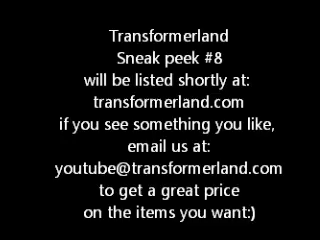 Transformerland
Sneak peek #8
will be listed shortly at:
transformerland.com
if you see something you like,
email us at:
youtube@transformerland.com
to get a great price
on the items you want:)